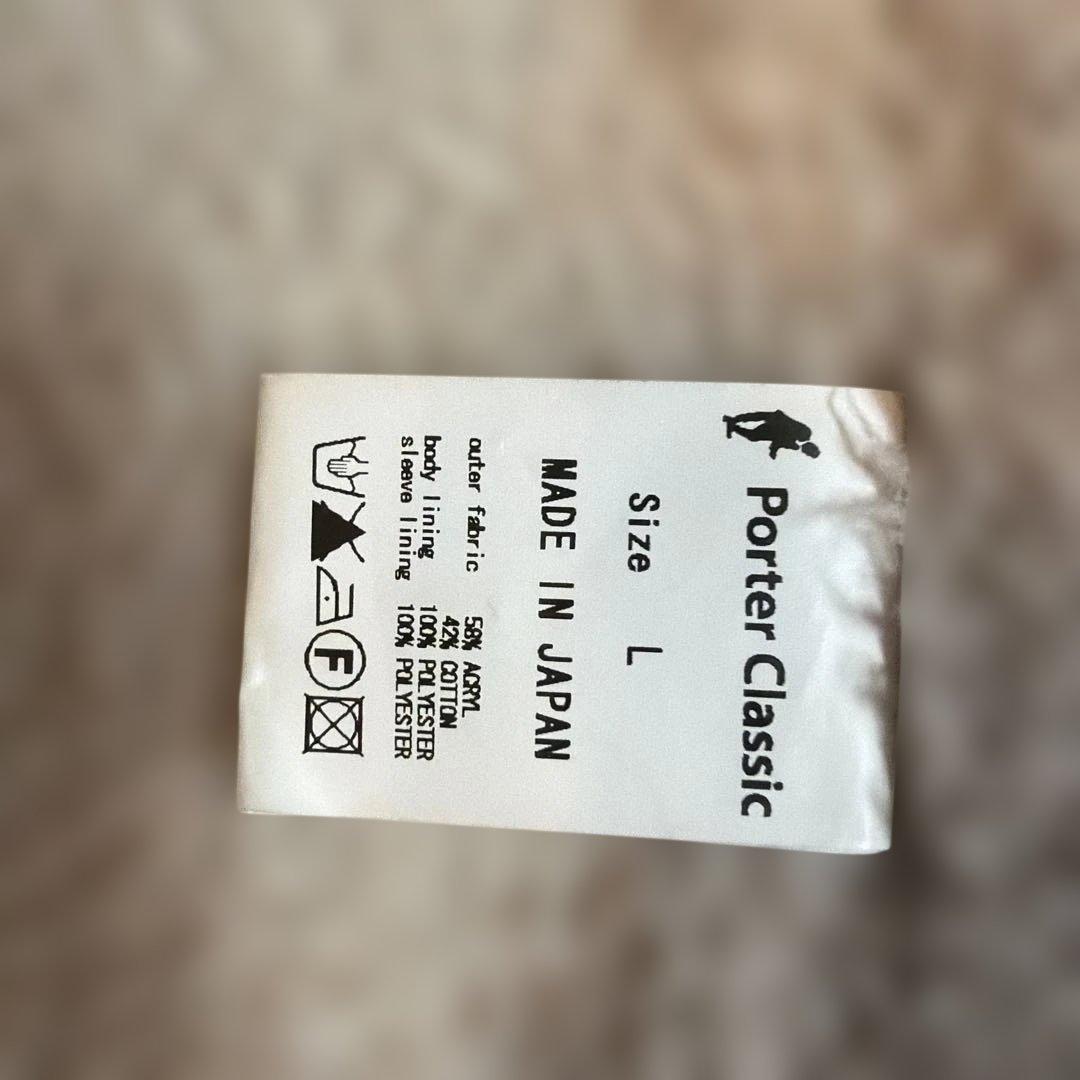 Porter Classic
Size L
MADE IN JAPAN
outer fabric 58% ACRYL
42% COTTON
body lining 100% POLYESTER
sleeve lining 100% POLYESTER
F